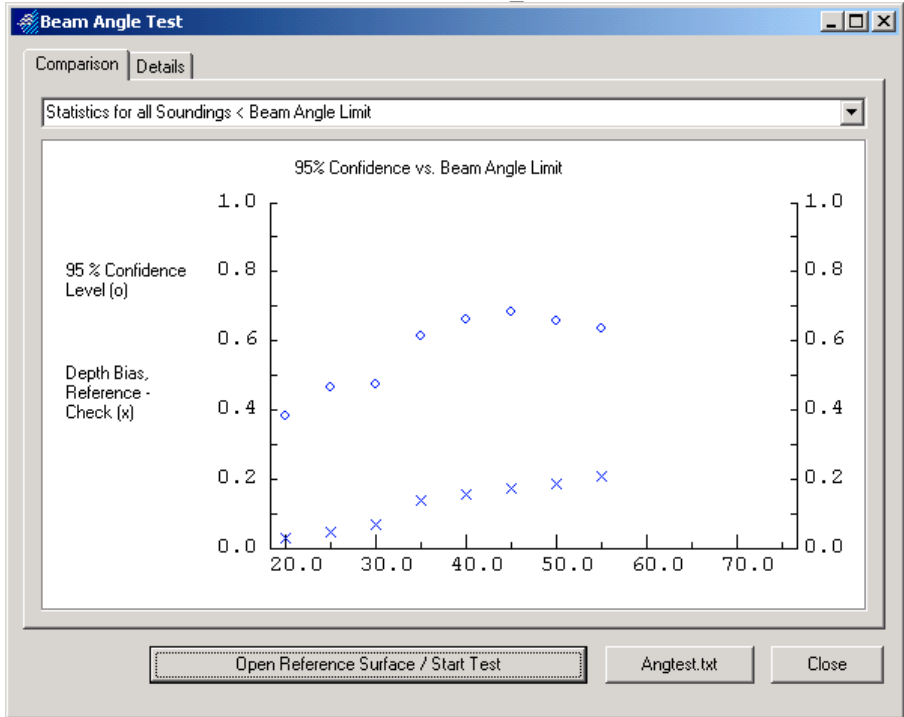 Beam Angle Test
Comparison Details
Statistics for all Soundings < Beam Angle Limit
95% Confidence vs. Beam Angle Limit
1.0 1.0
95 % Confidence 0.8 0.8
Level (o)
0.6 0.6
Depth Bias,
Reference -
Check (x) 0.4 0.4
0.2 0.2
0.0 0.0
20.0 30.0 40.0 50.0 60.0 70.0
Open Reference Surface / Start Test Angtest.txt Close